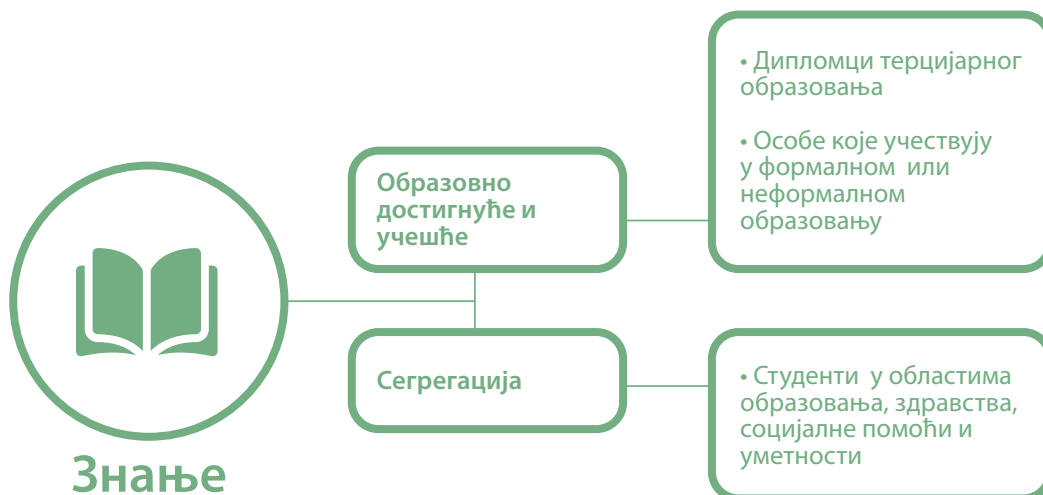 Знање
Образовно
достигнуће и
учешће
• Дипломци терцијарног
образовања
• Особе које учествују
у формалном или
неформалном
образовању
Сегрегација
• Студенти у областима
образовања, здравства,
социјалне помоћи и
уметности